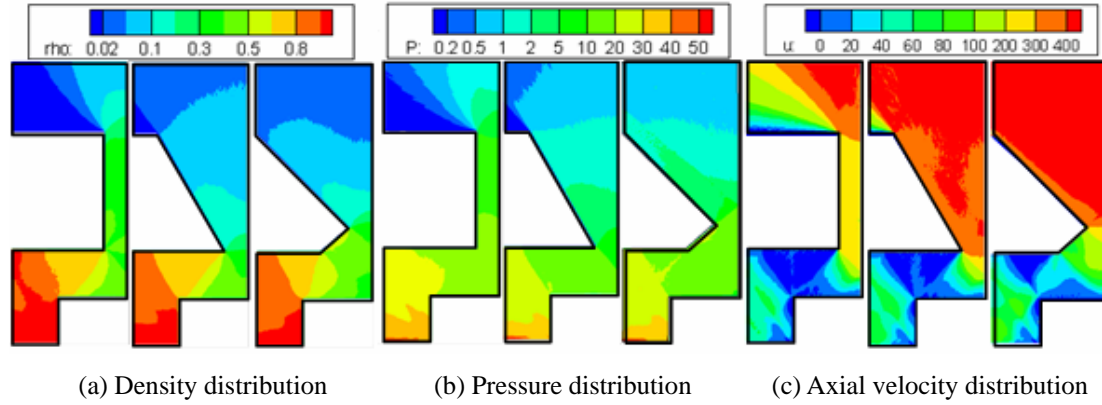 rho: 0.02 0.1 0.3 0.5 0.8
P: 0.2 0.5 1 2 5 10 20 30 40 50
u: 0 20 40 60 80 100 200 300 400
(a) Density distribution
(b) Pressure distribution
(c) Axial velocity distribution